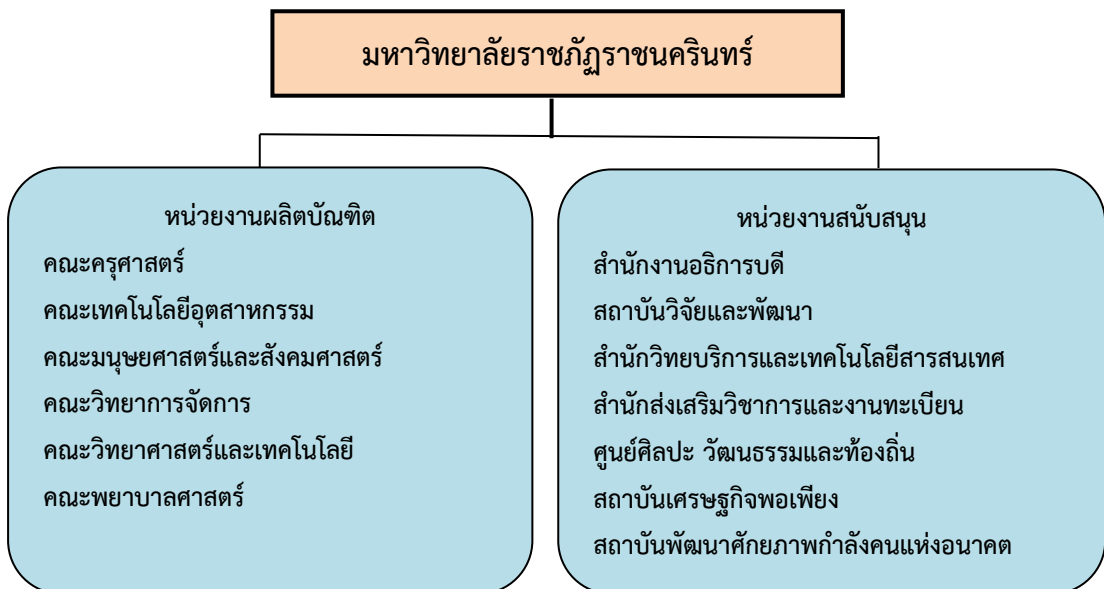 มหาวิทยาลัยราชภัฏราชนครินทร์
หน่วยงานผลิตบัณฑิต
คณะครุศาสตร์
คณะเทคโนโลยีอุตสาหกรรม
คณะมนุษยศาสตร์และสังคมศาสตร์
คณะวิทยาการจัดการ
คณะวิทยาศาสตร์และเทคโนโลยี
คณะพยาบาลศาสตร์
หน่วยงานสนับสนุน
สำนักงานอธิการบดี
สถาบันวิจัยและพัฒนา
สำนักวิทยบริการและเทคโนโลยีสารสนเทศ
สำนักส่งเสริมวิชาการและงานทะเบียน
ศูนย์ศิลปะ วัฒนธรรมและท้องถิ่น
สถาบันเศรษฐกิจพอเพียง
สถาบันพัฒนาศักยภาพกำลังคนแห่งอนาคต